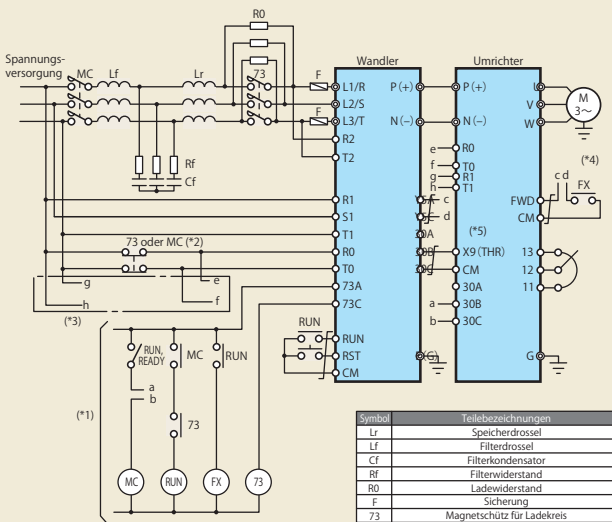 R0
Spannungs-
versorgung
MC
Lf
Lr
73
F
F
Rf
Cf
Wandler
L1/R
L2/S
L3/T
R2
T2
R1
S1
T1
R0
T0
73A
73C
RUN
RST
CM
P(+)
N(−)
30A
Umrichter
P(+)
N(−)
R0
T0
R1
T1
e
f
g
h
c
d
(*5)
X9(THR)
CM
30A
30B
30C
a
b
U
V
W
M
3~
(*4)
c d
FX
FWD
CM
13
12
11
G
73 oder MC (*2)
e
f
g
h
(*3)
RUN
RUN,
READY
MC
RUN
a
b
73
(*1)
MC
RUN
FX
73
Symbol Teilebezeichnungen
Lr Speicherdrossel
Lf Filterdrossel
Cf Filterkondensator
Rf Filterwiderstand
R0 Ladewiderstand
F Sicherung
73 Magnetschütz für Ladekreis